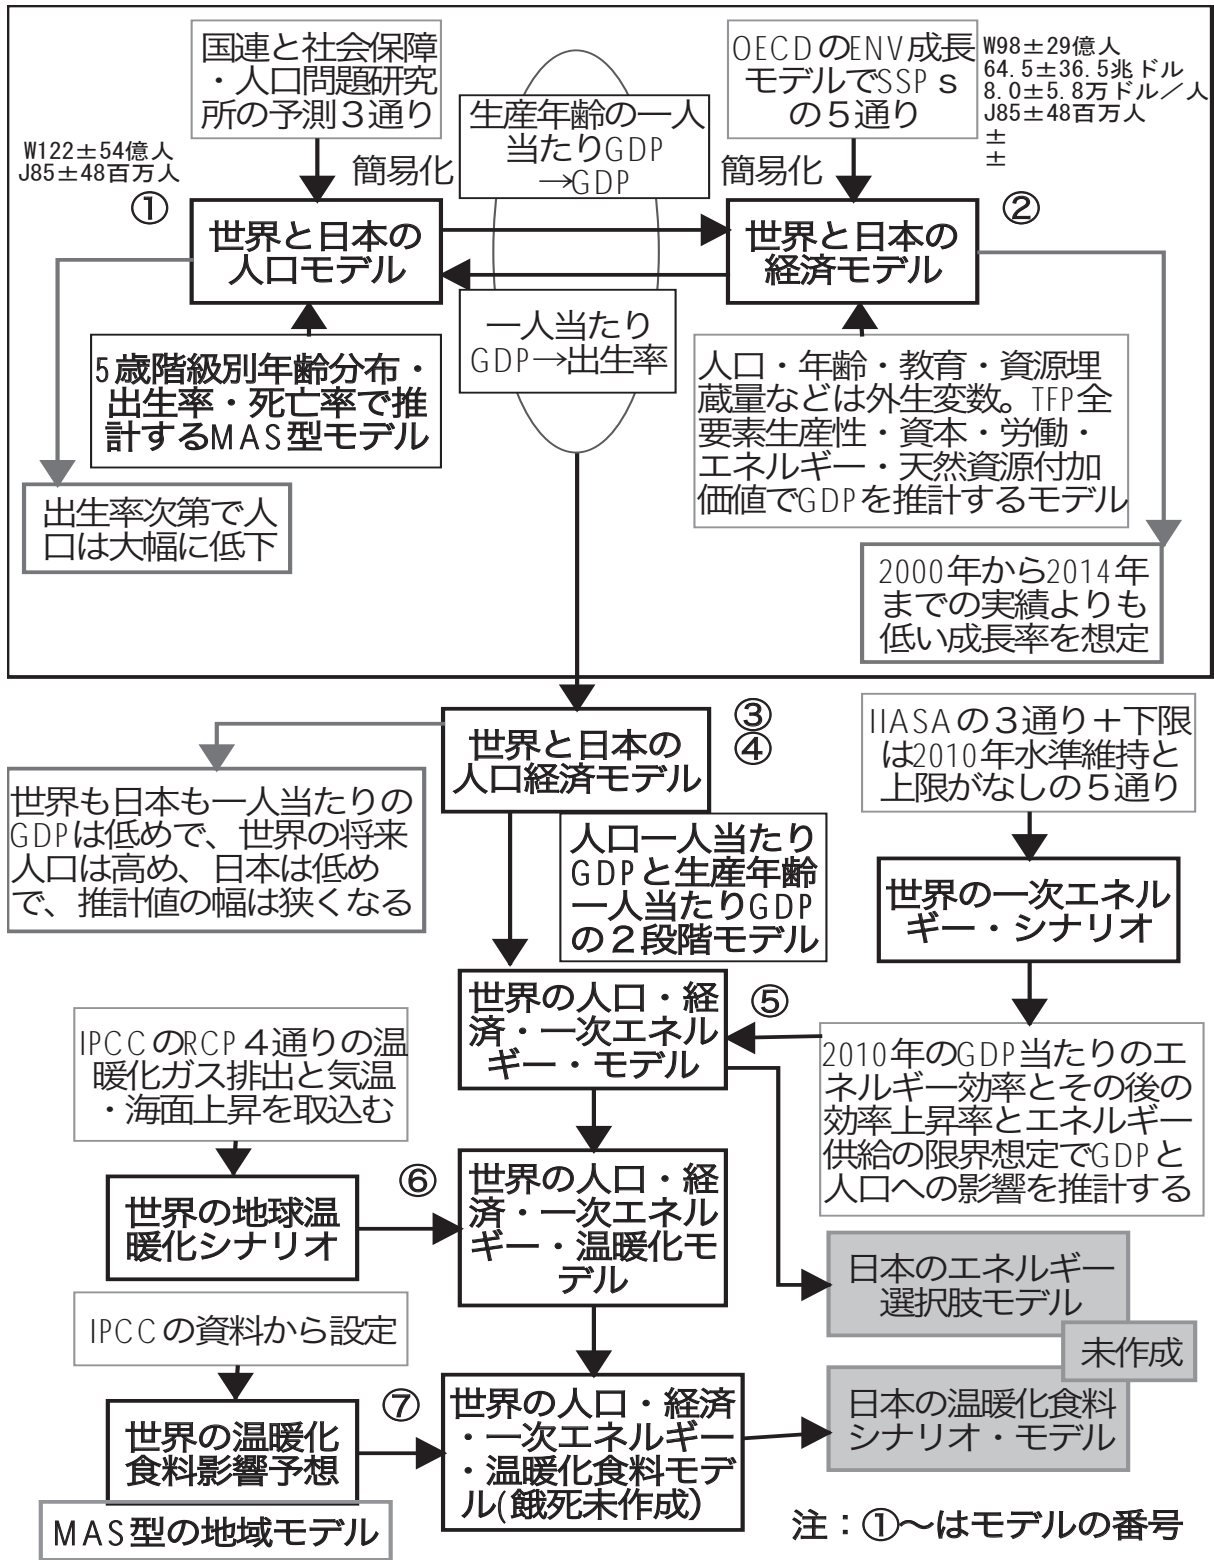 国連と社会保障
・人口問題研究
所の予測３通り
OECDのENV成長
モデルでSSPｓ
の５通り
W98±29億人
64.5±36.5兆ドル
8.0±5.8万ドル／人
J85±48百万人
±
±
W122±54億人
J85±48百万人
①
簡易化
生産年齢の一人
当たりGDP
→GDP
簡易化
②
世界と日本の
人口モデル
世界と日本の
経済モデル
一人当たり
GDP→出生率
5歳階級別年齢分布・
出生率・死亡率で推
計するMAS型モデル
人口・年齢・教育・資源埋
蔵量などは外生変数。TFP全
要素生産性・資本・労働・
エネルギー・天然資源付加
価値でGDPを推計するモデル
出生率次第で人
口は大幅に低下
2000年から2014年
までの実績よりも
低い成長率を想定
世界と日本の
人口経済モデル
③
④
IIASAの３通り＋下限
は2010年水準維持と
上限がなしの５通り
世界も日本も一人当たりの
GDPは低めで、世界の将来
人口は高め、日本は低め
で、推計値の幅は狭くなる
人口一人当たり
GDPと生産年齢
一人当たりGDP
の２段階モデル
世界の一次エネル
ギー・シナリオ
世界の人口・経
済・一次エネル
ギー・モデル
⑤
IPCCのRCP４通りの温
暖化ガス排出と気温
・海面上昇を取込む
2010年のGDP当たりのエ
ネルギー効率とその後の
効率上昇率とエネルギー
供給の限界想定でGDPと
人口への影響を推計する
世界の地球温
暖化シナリオ
⑥
世界の人口・経
済・一次エネル
ギー・温暖化モ
デル
日本のエネルギー
選択肢モデル
未作成
IPCCの資料から設定
世界の温暖化
食料影響予想
⑦
世界の人口・経済
・一次エネルギー
・温暖化食料モデ
ル(餓死未作成）
日本の温暖化食料
シナリオ・モデル
MAS型の地域モデル
注：①～はモデルの番号